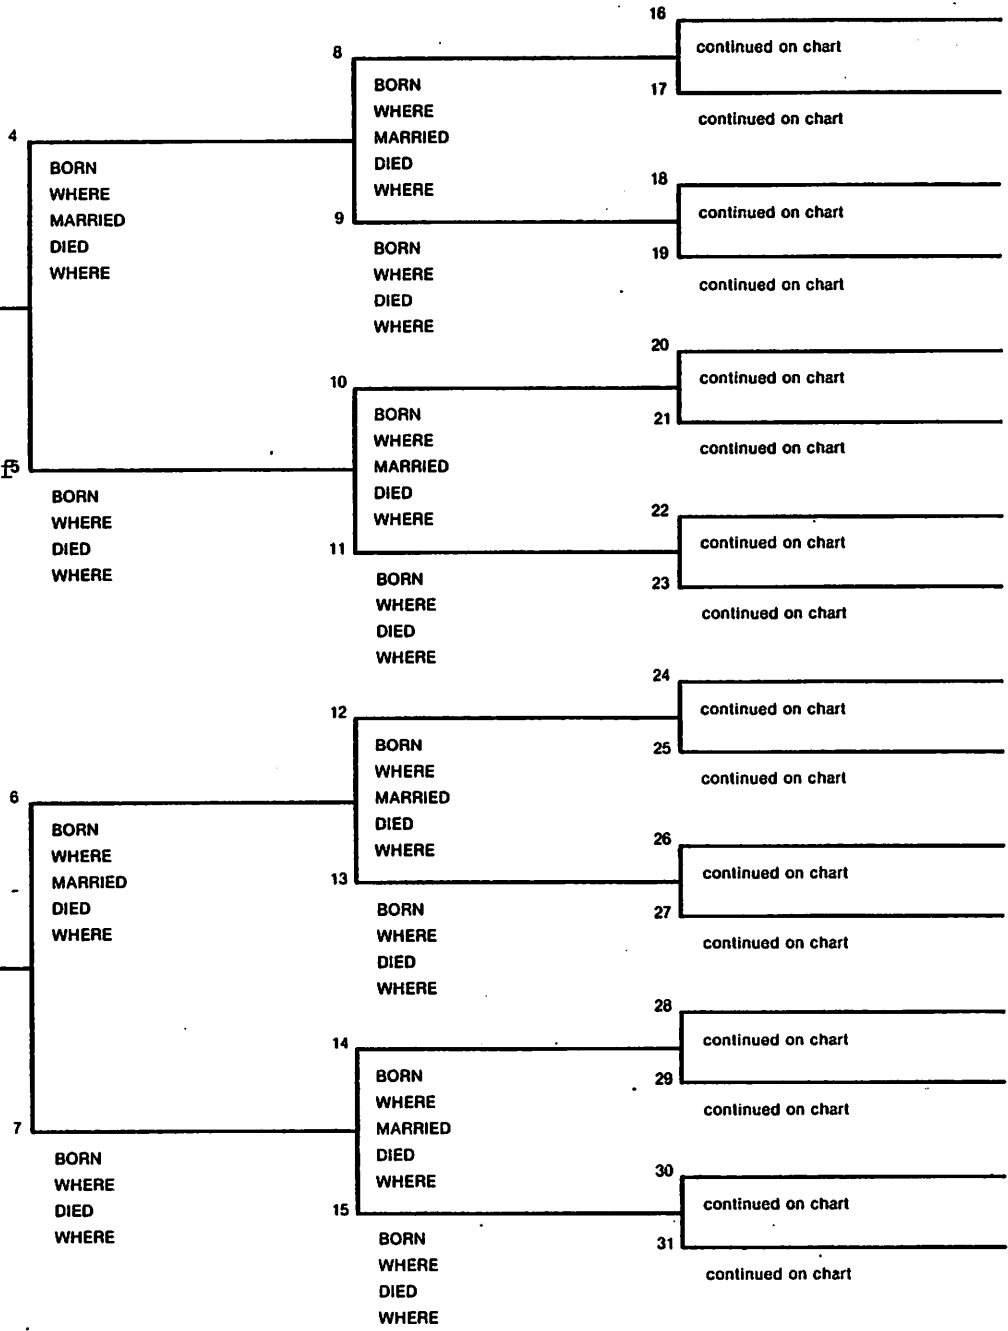 16
continued on chart
8
BORN
WHERE
MARRIED
DIED
WHERE
17
continued on chart
4
BORN
WHERE
MARRIED
DIED
WHERE
18
continued on chart
9
BORN
WHERE
DIED
WHERE
19
continued on chart
20
continued on chart
10
BORN
WHERE
MARRIED
DIED
WHERE
21
continued on chart
f5
BORN
WHERE
DIED
WHERE
22
continued on chart
11
BORN
WHERE
DIED
WHERE
23
continued on chart
24
continued on chart
12
BORN
WHERE
MARRIED
DIED
WHERE
25
continued on chart
6
BORN
WHERE
MARRIED
DIED
WHERE
26
continued on chart
13
BORN
WHERE
DIED
WHERE
27
continued on chart
28
continued on chart
14
BORN
WHERE
MARRIED
DIED
WHERE
29
continued on chart
7
BORN
WHERE
DIED
WHERE
30
continued on chart
15
BORN
WHERE
DIED
WHERE
31
continued on chart